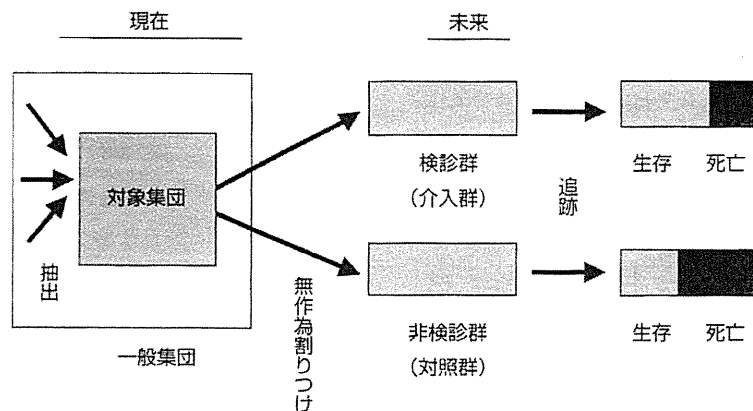 現在
未来
対象集団
抽出
一般集団
無作為割りつけ
検診群
（介入群）
追跡
生存
死亡
非検診群
（対照群）
生存
死亡